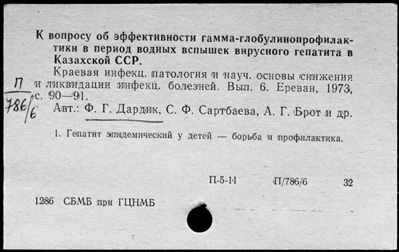 К вопросу об эффективности гамма-глобулинопрофилак-
тики в период водных вспышек вирусного гепатита в
Казахской ССР.
Краевая инфекц. патология и науч. основы снижения
и ликвидации инфекц. болезней. Вып. 6. Ереван, 1973,
с. 90—91.
П
786/6
Авт.: Ф. Г. Дардик, С. Ф. Сартбаева, А. Г. Брот и др.
1. Гепатит эпидемический у детей — борьба и профилактика.
П-5-14 П/786/6 32
1286 СБМБ при ГЦНМБ